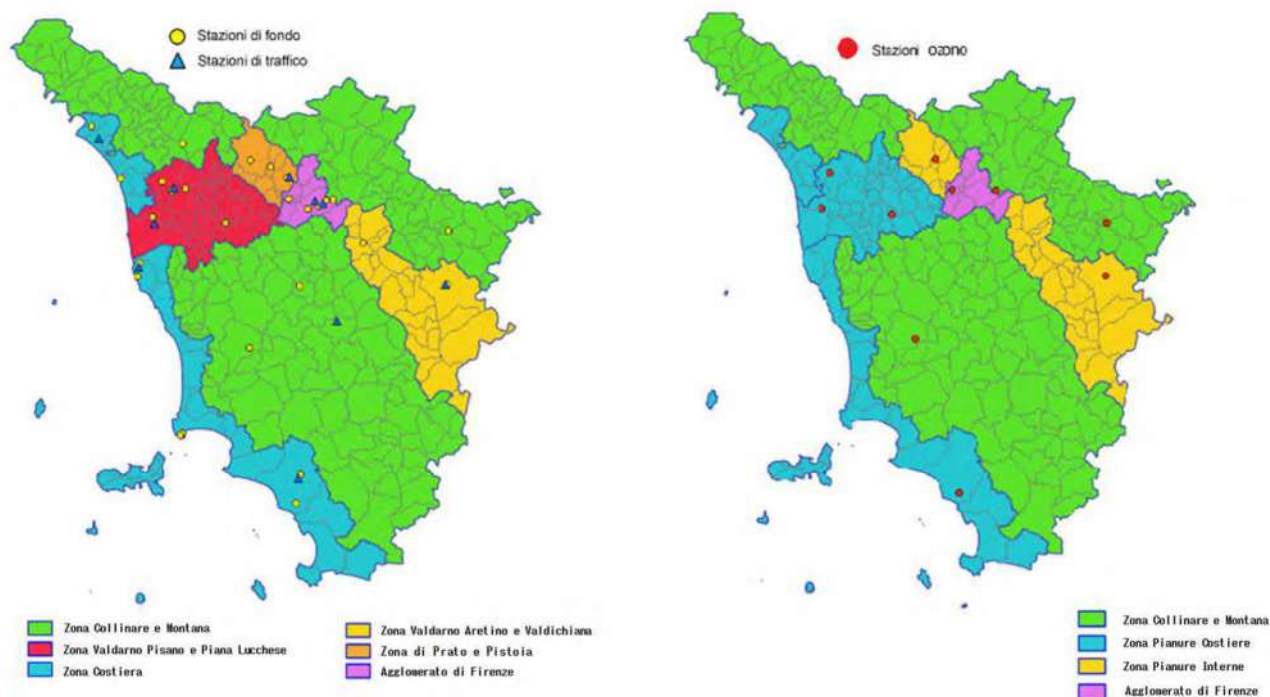 Stazioni di fondo
Stazioni di traffico
Zona Collinare e Montana
Zona Valdarno Pisano e Piana Lucchese
Zona Costiera
Zona Valdarno Aretino e Valdichiana
Zona di Prato e Pistoia
Agglomerato di Firenze
Stazioni ozono
Zona Collinare e Montana
Zona Pianure Costiere
Zona Pianure Interne
Agglomerato di Firenze